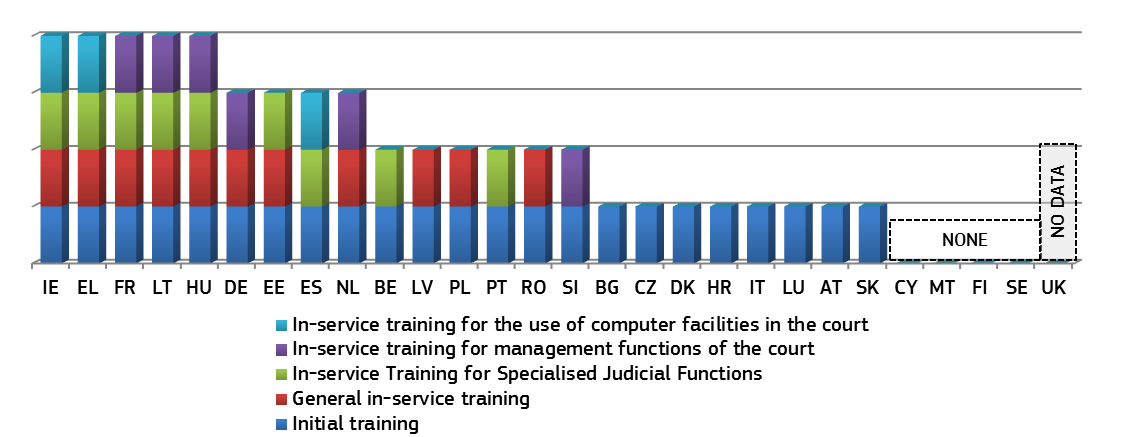 NO DATA
NONE
IE EL FR LT HU DE EE ES NL BE LV PL PT RO SI BG CZ DK HR IT LU AT SK CY MT FI SE UK
In-service training for the use of computer facilities in the court
In-service training for management functions of the court
In-service Training for Specialised Judicial Functions
General in-service training
Initial training